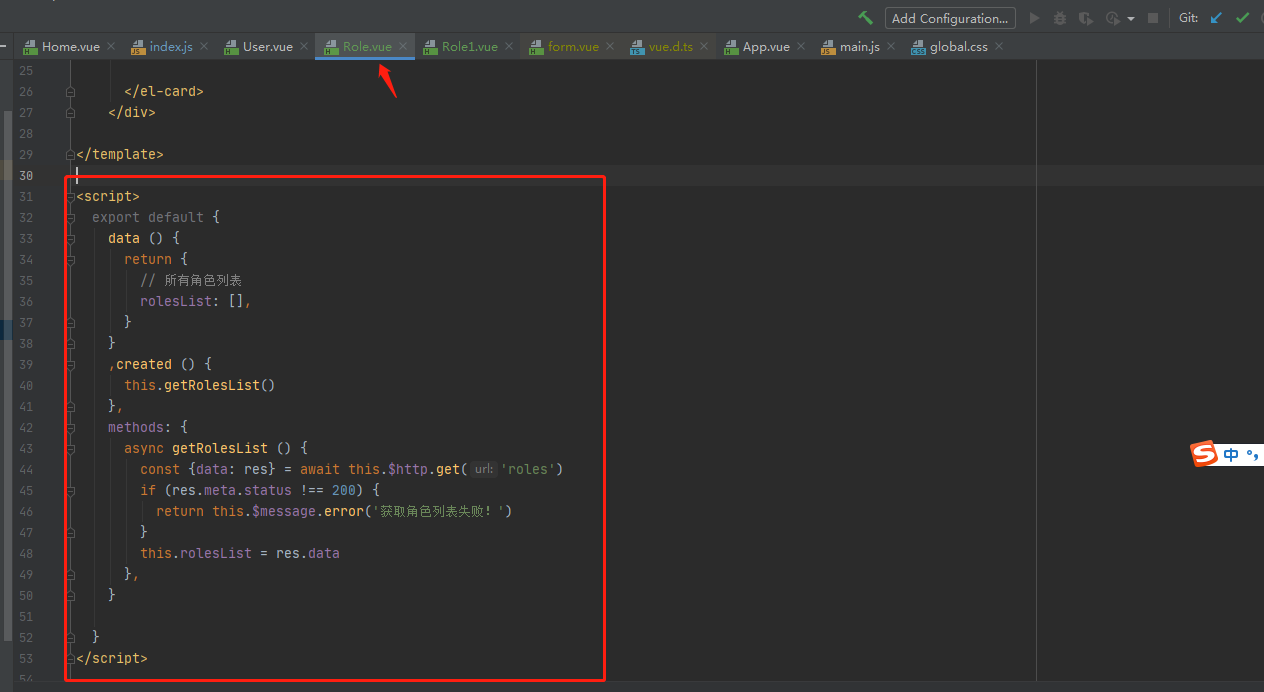 Add Configuration...
Git:
Home.vue
index.js
User.vue
Role.vue
Role1.vue
form.vue
vue.d.ts
App.vue
main.js
global.css
25
26 </el-card>
27 </div>
28
29 </template>
30
31 <script>
32 export default {
33 data () {
34 return {
35 // 所有角色列表
36 rolesList: [],
37 }
38 }
39 ,created () {
40 this.getRolesList()
41 },
42 methods: {
43 async getRolesList () {
44 const {data: res} = await this.$http.get( url: 'roles')
45 if (res.meta.status !== 200) {
46 return this.$message.error('获取角色列表失败！')
47 }
48 this.rolesList = res.data
49 },
50 }
51
52 }
53 </script>
54
中 °,